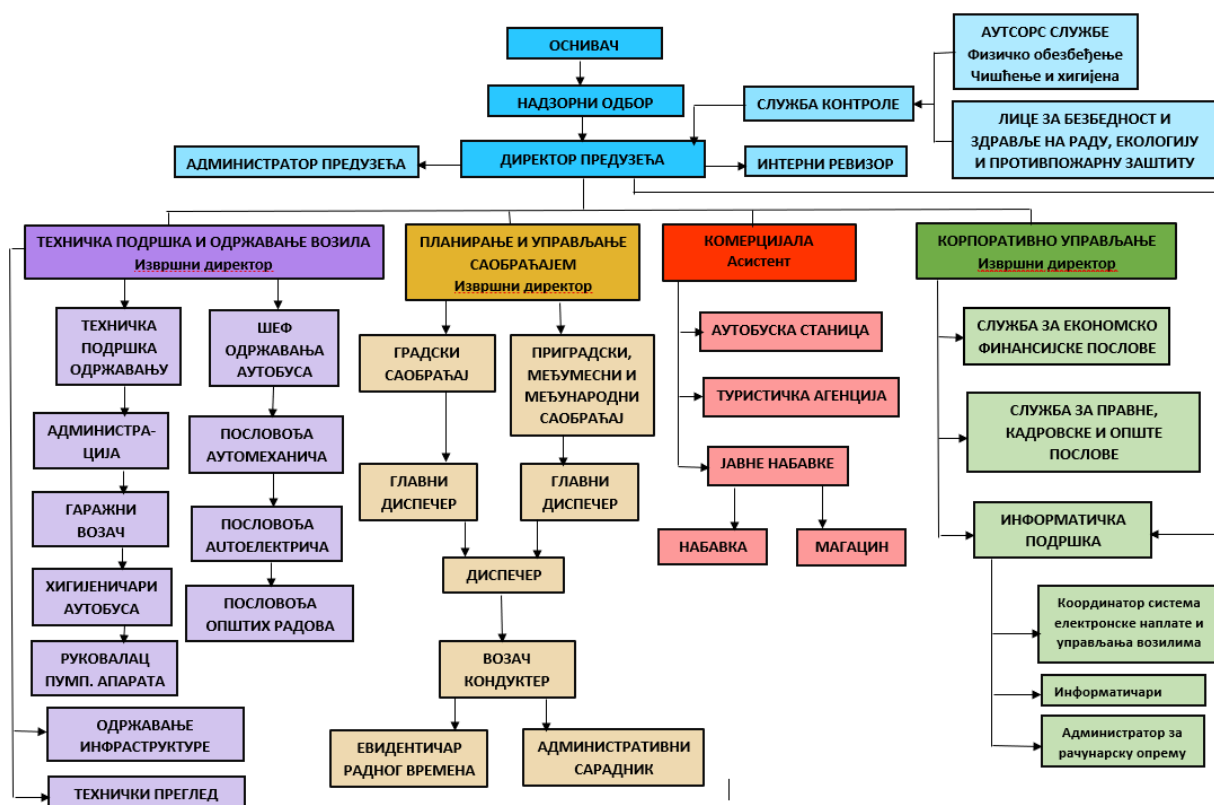 ОСНИВАЧ
АУТСОРС СЛУЖБЕ
Физичко обезбеђење
Чишћење и хигијена
НАДЗОРНИ ОДБОР
СЛУЖБА КОНТРОЛЕ
ЛИЦЕ ЗА БЕЗБЕДНОСТ И
ЗДРАВЉЕ НА РАДУ, ЕКОЛОГИЈУ
И ПРОТИВПОЖАРНУ ЗАШТИТУ
АДМИНИСТРАТОР ПРЕДУЗЕЋА
ДИРЕКТОР ПРЕДУЗЕЋА
ИНТЕРНИ РЕВИЗОР
ТЕХНИЧКА ПОДРШКА И ОДРЖАВАЊЕ ВОЗИЛА
Извршни директор
ТЕХНИЧКА
ПОДРШКА
ОДРЖАВАЊУ
АДМИНИСТРА-
ЦИЈА
ГАРАЖНИ
ВОЗАЧ
ХИГИЈЕНИЧАРИ
АУТОБУСА
РУКОВАЛАЦ
ПУМП. АПАРАТА
ШЕФ
ОДРЖАВАЊА
АУТОБУСА
ПОСЛОВОЂА
АУТОМЕХАНИЧА
ПОСЛОВОЂА
АUТОЕЛЕКТРИЧА
ПОСЛОВОЂА
ОПШТИХ РАДОВА
ОДРЖАВАЊЕ
ИНФРАСТРУКТУРЕ
ТЕХНИЧКИ ПРЕГЛЕД
ПЛАНИРАЊЕ И УПРАВЉАЊЕ
САОБРАЋАЈЕМ
Извршни директор
ГРАДСКИ
САОБРАЋАЈ
ПРИГРАДСКИ,
МЕЂУМЕСНИ И
МЕЂУНАРОДНИ
САОБРАЋАЈ
ГЛАВНИ
ДИСПЕЧЕР
ГЛАВНИ
ДИСПЕЧЕР
ДИСПЕЧЕР
ВОЗАЧ
КОНДУКТЕР
ЕВИДЕНТИЧАР
РАДНОГ ВРЕМЕНА
АДМИНИСТРАТИВНИ
САРАДНИК
КОМЕРЦИЈАЛА
Асистент
АУТОБУСКА СТАНИЦА
ТУРИСТИЧКА АГЕНЦИЈА
ЈАВНЕ НАБАВКЕ
НАБАВКА
МАГАЦИН
КОРПОРАТИВНО УПРАВЉАЊЕ
Извршни директор
СЛУЖБА ЗА ЕКОНОМСКО
ФИНАНСИЈСКЕ ПОСЛОВЕ
СЛУЖБА ЗА ПРАВНЕ,
КАДРОВСКЕ И ОПШТЕ
ПОСЛОВЕ
ИНФОРМАТИЧКА
ПОДРШКА
Координатор система
електронске наплате и
управљања возилима
Информатичари
Администратор за
рачунарску опрему